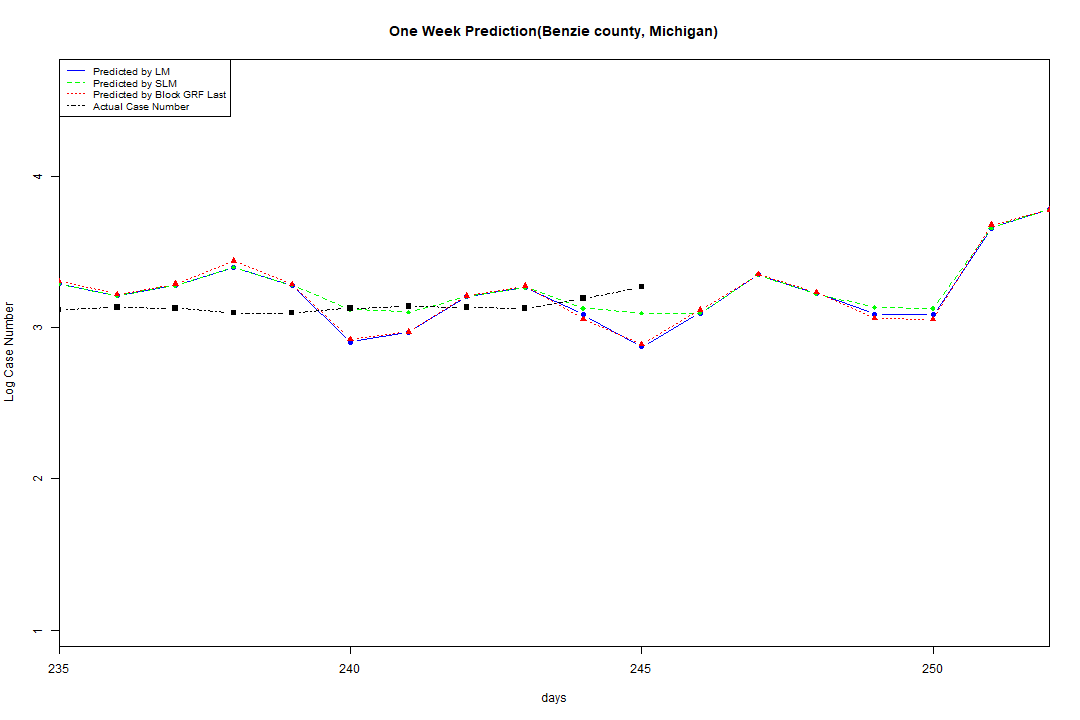 One Week Prediction(Benzie county, Michigan)
Predicted by LM
Predicted by SLM
Predicted by Block GRF Last
Actual Case Number
4
3
2
1
Log Case Number
235 240 245 250
days